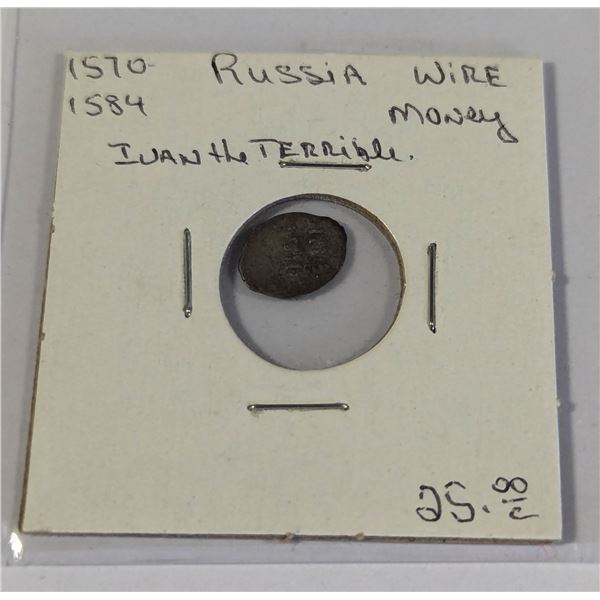 1570- RUSSIA WIRE
1584 MONEY
IVAN the TERRIBLE.
25.00